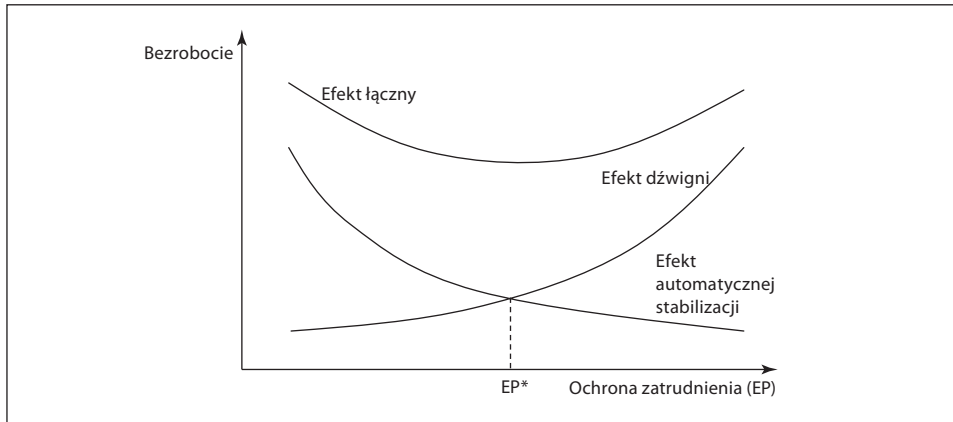 Bezrobocie
Efekt łączny
Efekt dźwigni
Efekt
automatycznej
stabilizacji
EP*
Ochrona zatrudnienia (EP)